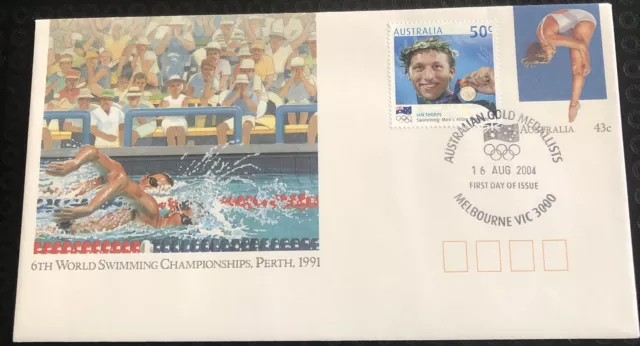 AUSTRALIA 50c
IAN THORPE
Swimming: Men's 400m
AUSTRALIA 43c
AUSTRALIAN GOLD MEDALLISTS
16 AUG 2004
FIRST DAY OF ISSUE
MELBOURNE VIC 3000
6TH WORLD SWIMMING CHAMPIONSHIPS, PERTH, 1991